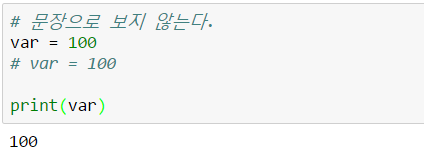 # 문장으로 보지 않는다.
var = 100
# var = 100
print(var)
100